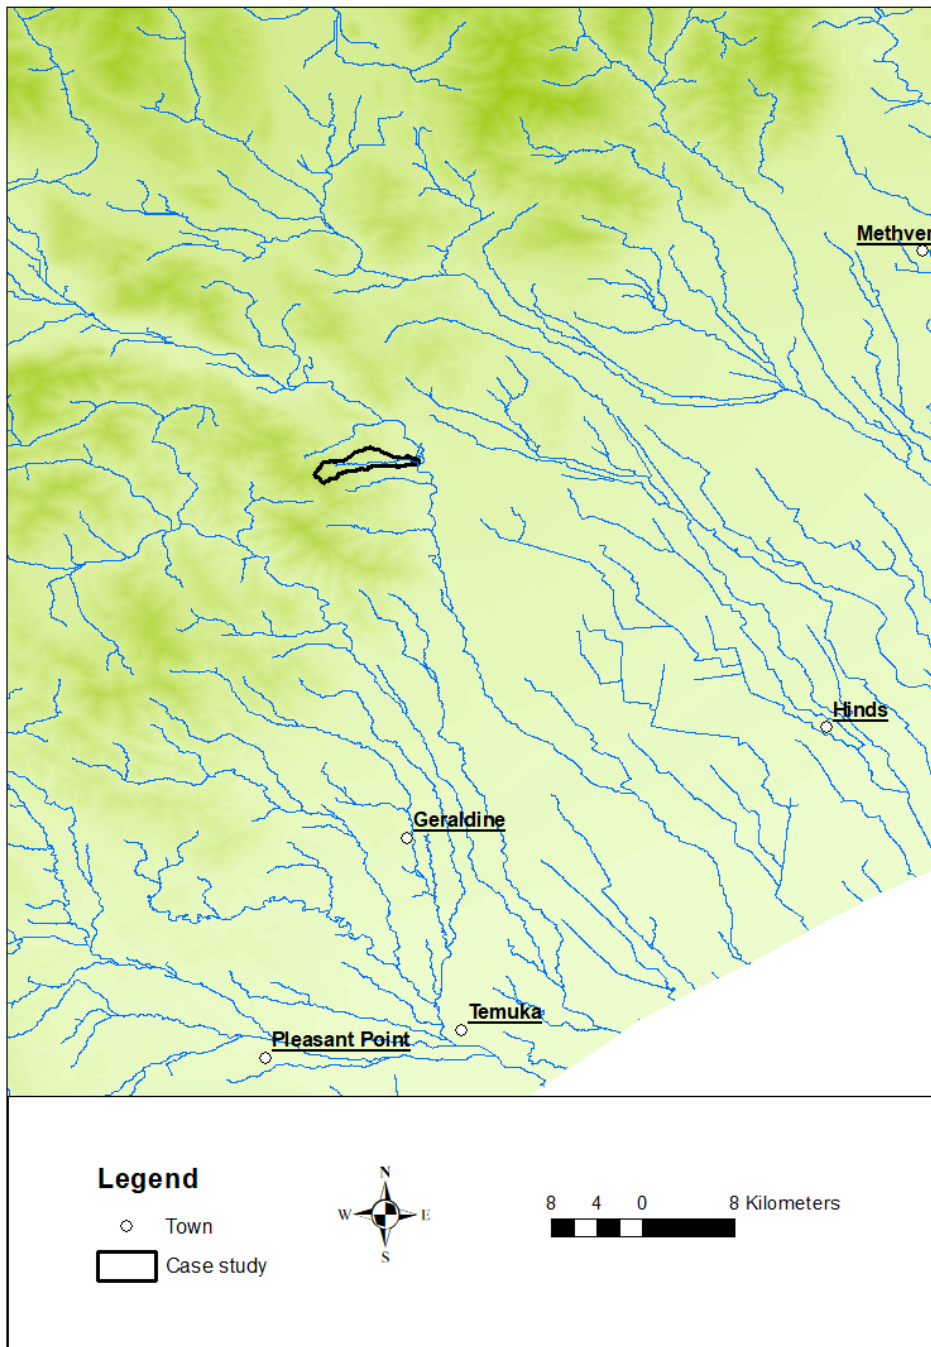 Methven
Hinds
Geraldine
Temuka
Pleasant Point
Legend
Town
Case study
N
W
E
S
8 4 0 8 Kilometers